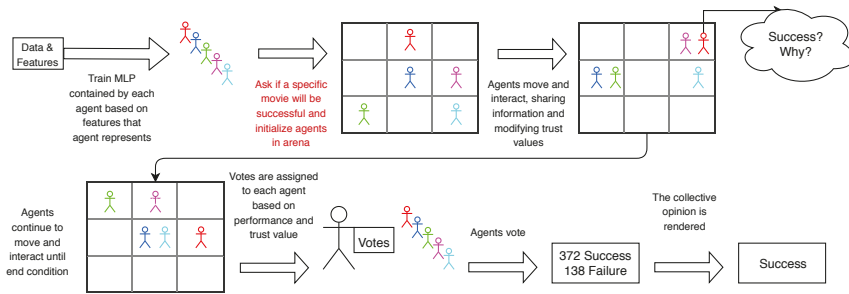 Data &
Features
Train MLP
contained by each
agent based on
features that
agent represents
Ask if a specific
movie will be
successful and
initialize agents
in arena
Agents move and
interact, sharing
information and
modifying trust
values
Success?
Why?
Agents
continue to
move and
interact until
end condition
Votes are assigned
to each agent
based on
performance and
trust value
Votes
Agents vote
372 Success
138 Failure
The collective
opinion is
rendered
Success